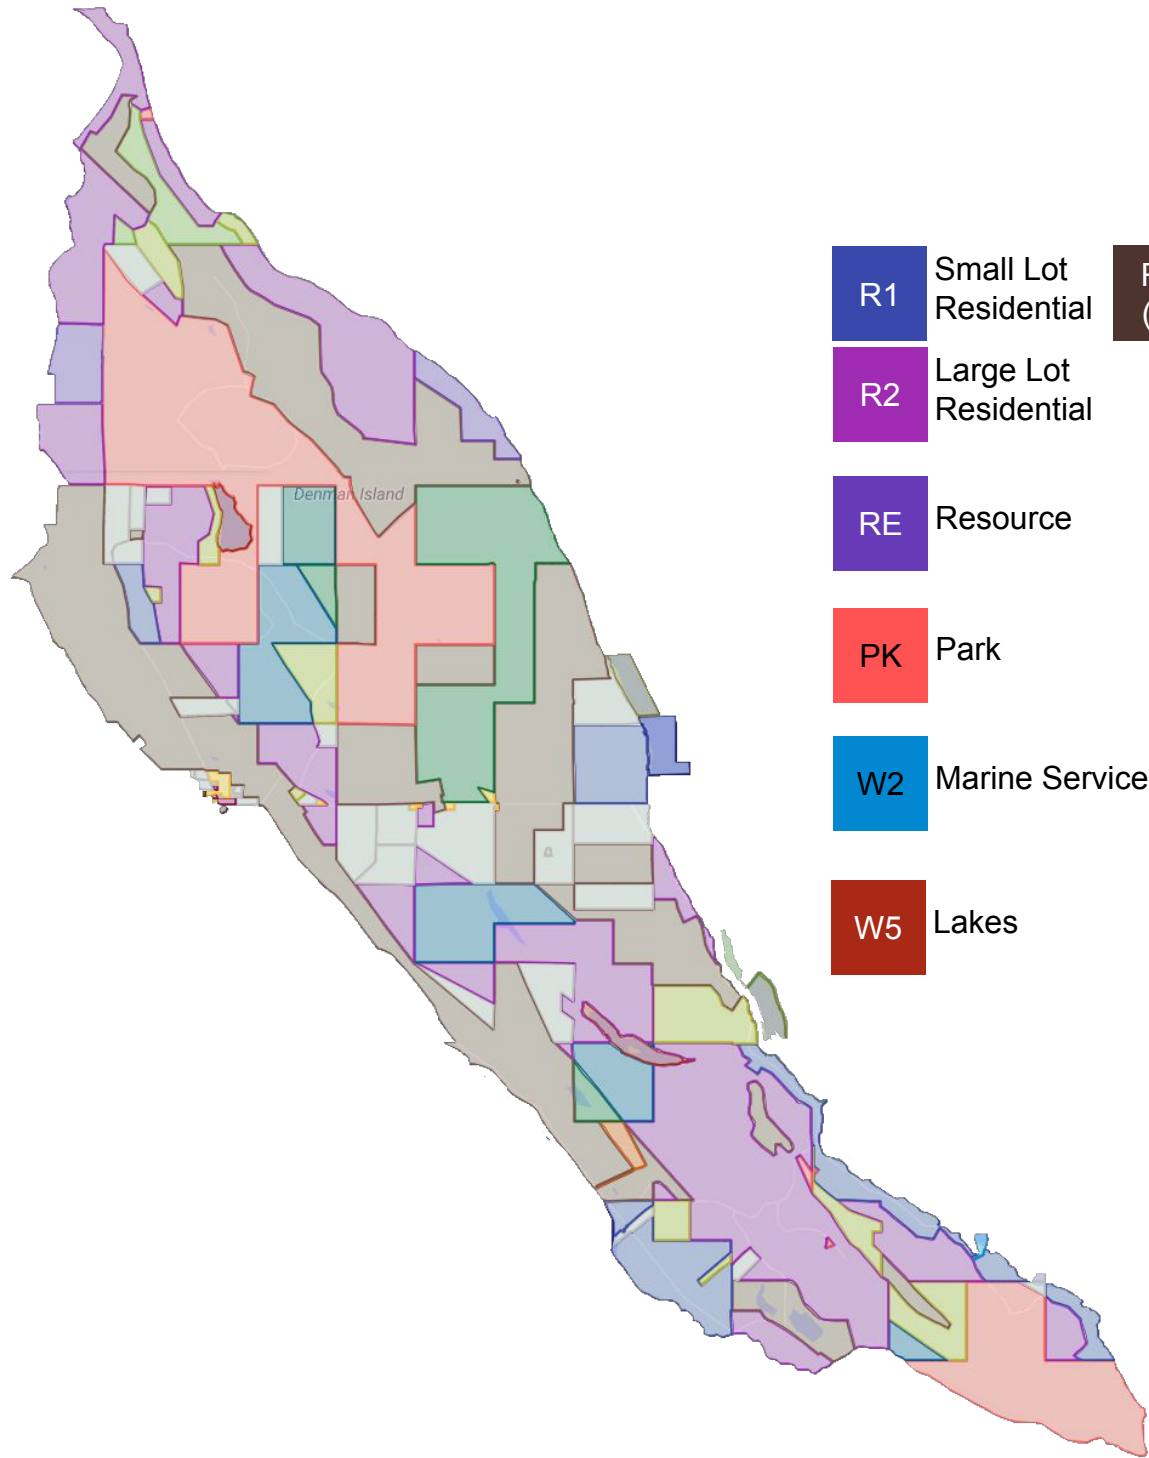 R1
Small Lot
Residential
R2
Large Lot
Residential
RE
Resource
PK
Park
W2
Marine Service
W5
Lakes
Denman Island